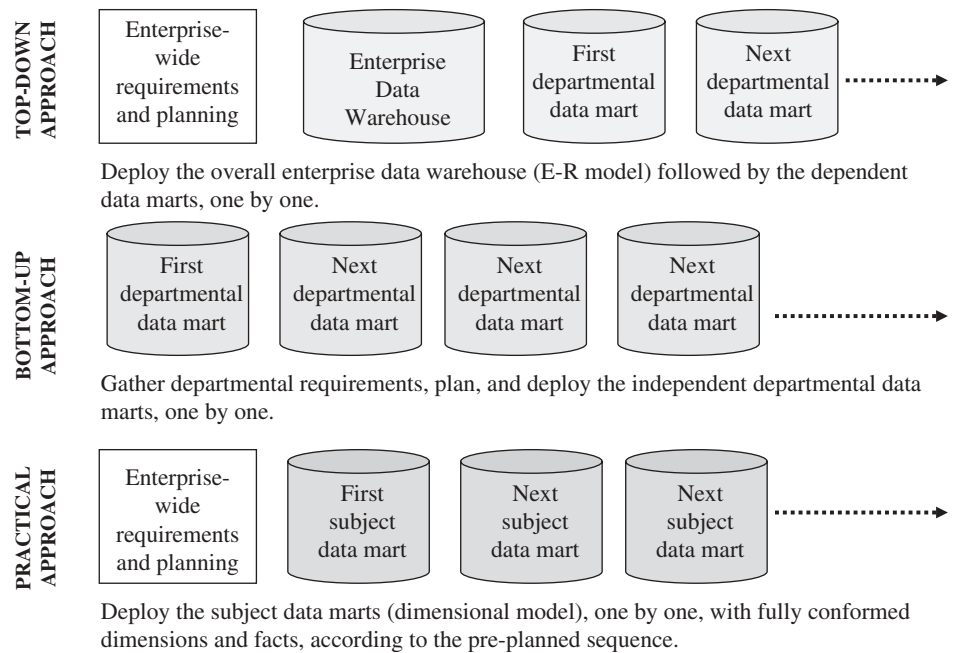 TOP-DOWN
APPROACH
Enterprise-
wide
requirements
and planning
Enterprise
Data
Warehouse
First
departmental
data mart
Next
departmental
data mart
Deploy the overall enterprise data warehouse (E-R model) followed by the dependent
data marts, one by one.
BOTTOM-UP
APPROACH
First
departmental
data mart
Next
departmental
data mart
Next
departmental
data mart
Next
departmental
data mart
Gather departmental requirements, plan, and deploy the independent departmental data
marts, one by one.
PRACTICAL
APPROACH
Enterprise-
wide
requirements
and planning
First
subject
data mart
Next
subject
data mart
Next
subject
data mart
Deploy the subject data marts (dimensional model), one by one, with fully conformed
dimensions and facts, according to the pre-planned sequence.